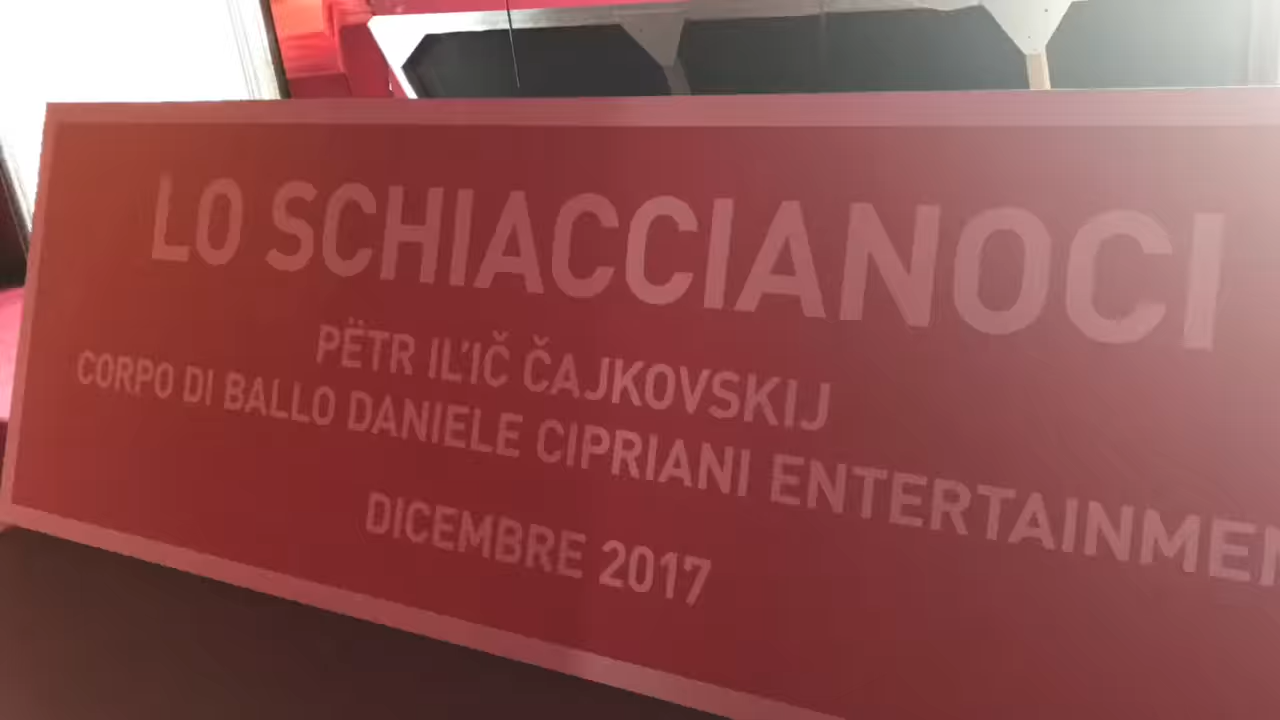 LO SCHIACCIANOCI
PËTR IL'IČ ČAJKOVSKIJ
CORPO DI BALLO DANIELE CIPRIANI
DICEMBRE 2017